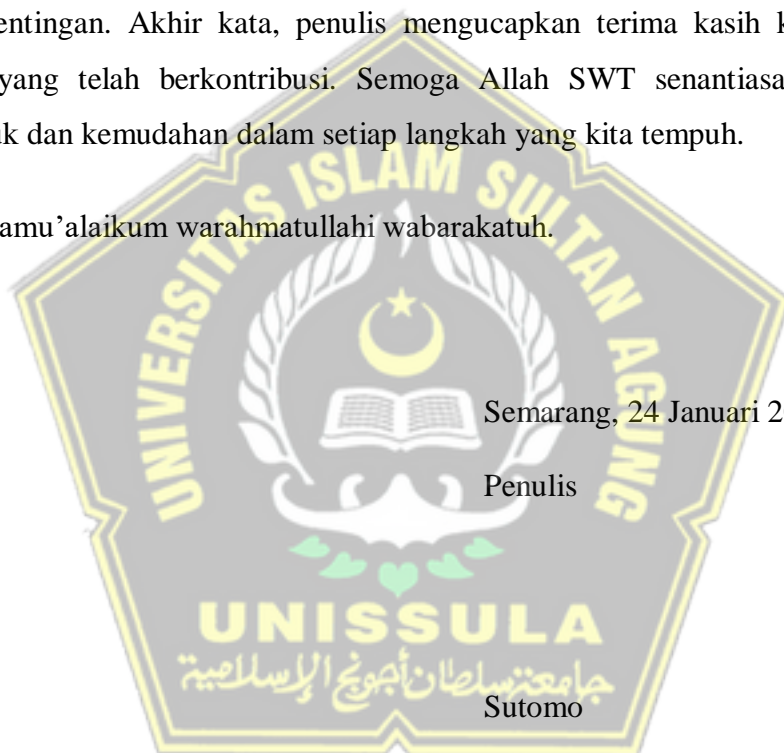 entingan. Akhir kata, penulis mengucapkan terima kasih k
yang telah berkontribusi. Semoga Allah SWT senantiasa
uk dan kemudahan dalam setiap langkah yang kita tempuh.
amu’alaikum warahmatullahi wabarakatuh.
UNIVERSITAS ISLAM SULTAN AGUNG
Semarang, 24 Januari 2
Penulis
UNISSULA
جامعة سلطان أجونج الإسلامية
Sutomo